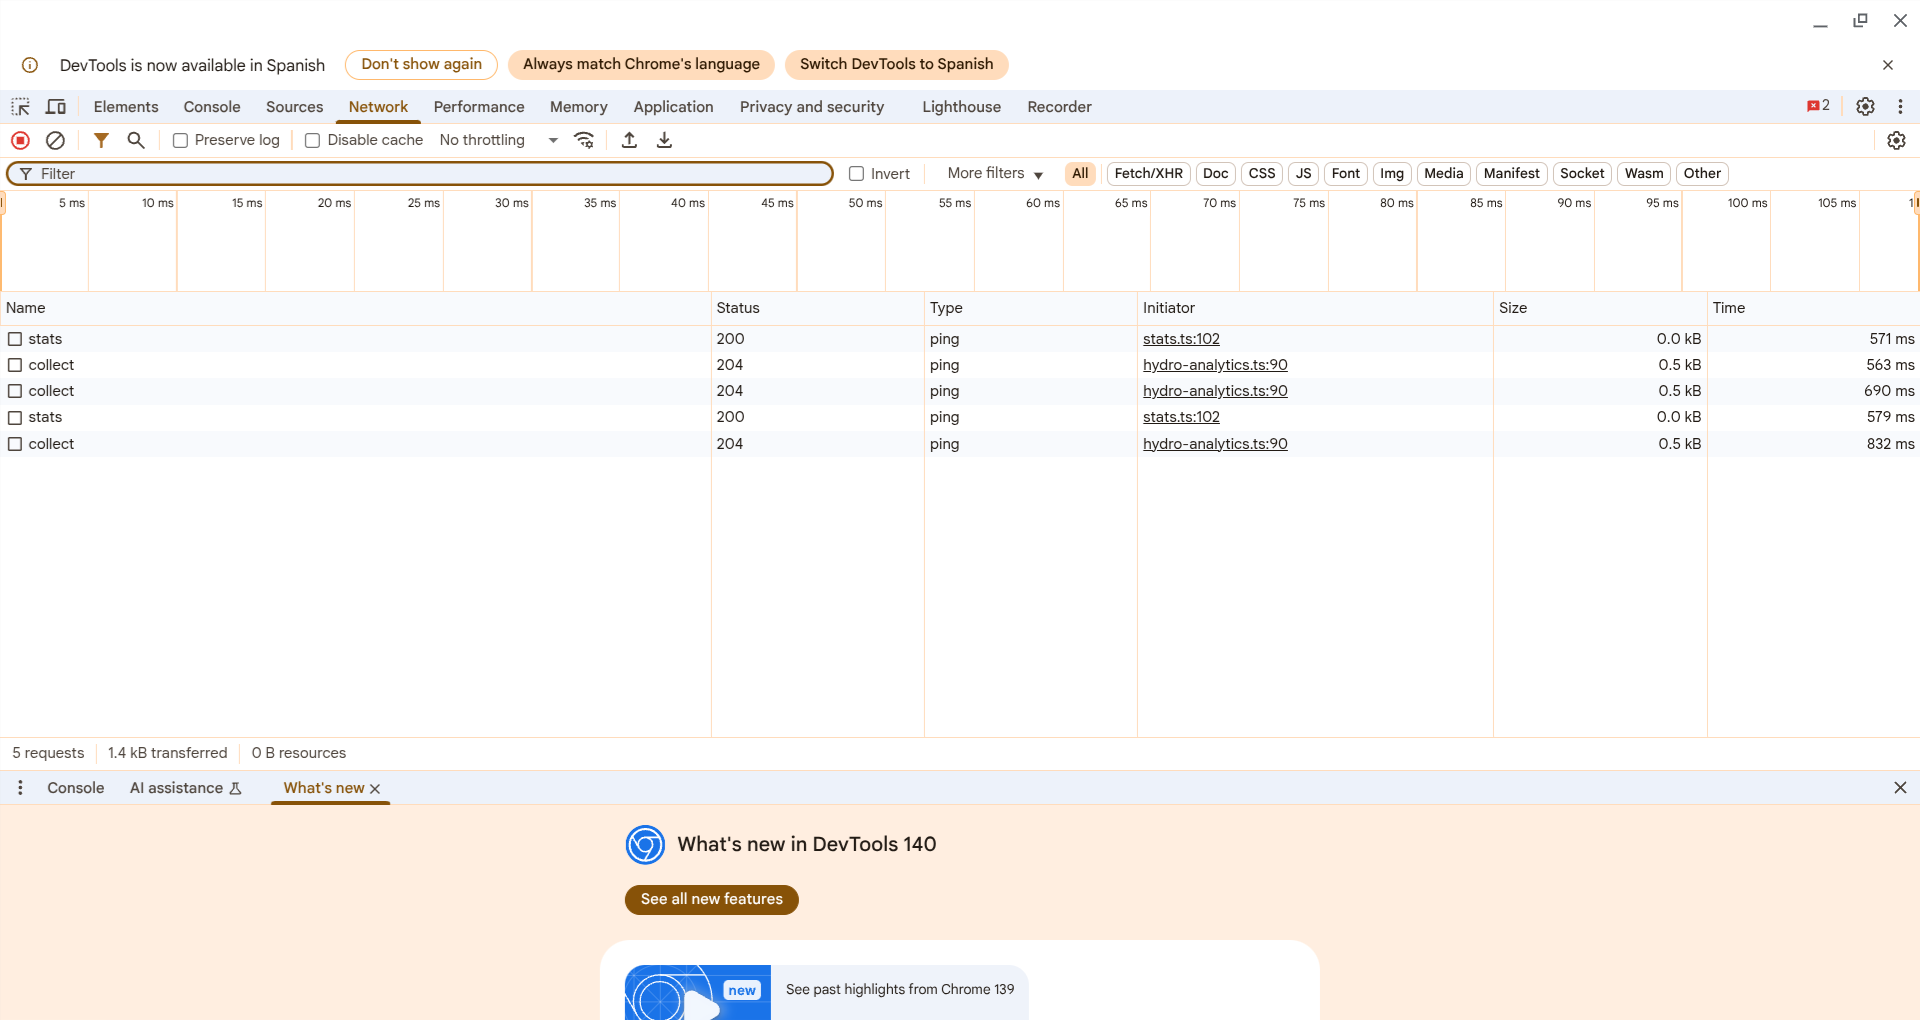 DevTools is now available in Spanish Don't show again Always match Chrome's language Switch DevTools to Spanish
Elements Console Sources Network Performance Memory Application Privacy and security Lighthouse Recorder 2
Preserve log Disable cache No throttling
Filter Invert More filters All Fetch/XHR Doc CSS JS Font Img Media Manifest Socket Wasm Other
5 ms 10 ms 15 ms 20 ms 25 ms 30 ms 35 ms 40 ms 45 ms 50 ms 55 ms 60 ms 65 ms 70 ms 75 ms 80 ms 85 ms 90 ms 95 ms 100 ms 105 ms
Name Status Type Initiator Size Time
stats 200 ping stats.ts:102 0.0 kB 571 ms
collect 204 ping hydro-analytics.ts:90 0.5 kB 563 ms
collect 204 ping hydro-analytics.ts:90 0.5 kB 690 ms
stats 200 ping stats.ts:102 0.0 kB 579 ms
collect 204 ping hydro-analytics.ts:90 0.5 kB 832 ms
5 requests 1.4 kB transferred 0 B resources
Console AI assistance What's new
What's new in DevTools 140
See all new features
new See past highlights from Chrome 139